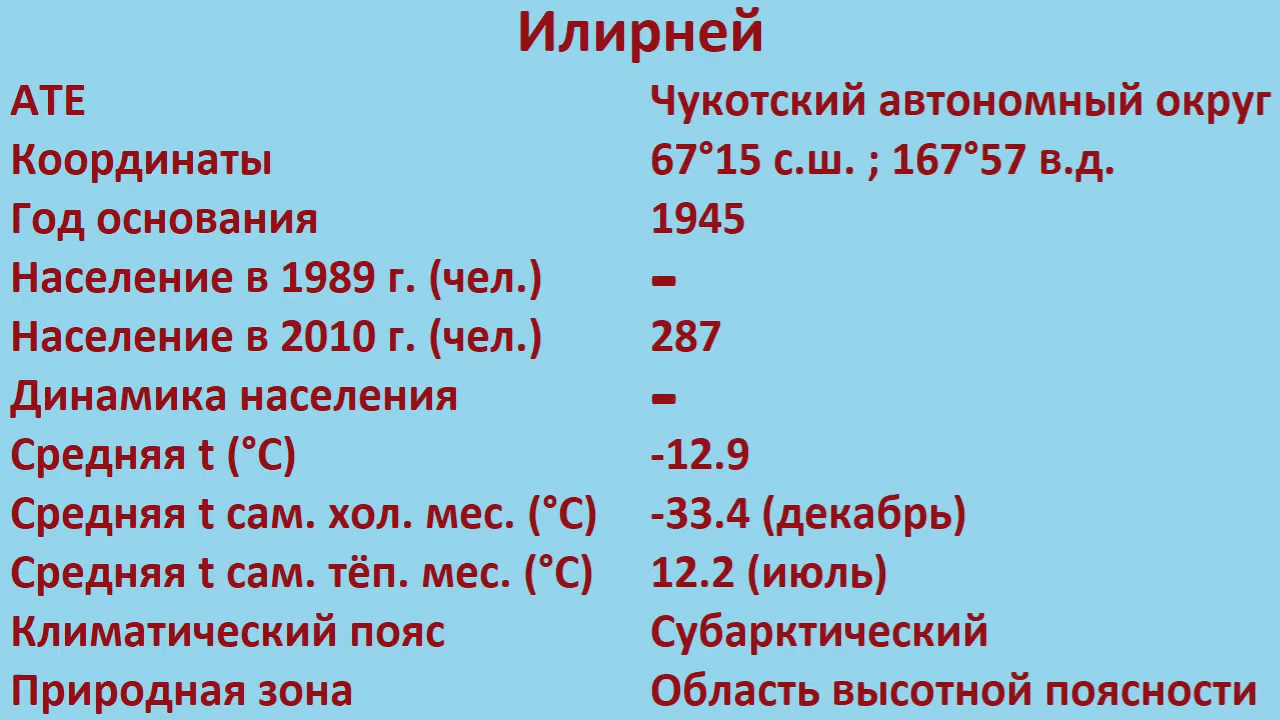 Илирней
АТЕ Чукотский автономный округ
Координаты 67°15 с.ш. ; 167°57 в.д.
Год основания 1945
Население в 1989 г. (чел.) -
Население в 2010 г. (чел.) 287
Динамика населения -
Средняя t (°C) -12.9
Средняя t сам. хол. мес. (°C) -33.4 (декабрь)
Средняя t сам. тёп. мес. (°C) 12.2 (июль)
Климатический пояс Субарктический
Природная зона Область высотной поясности